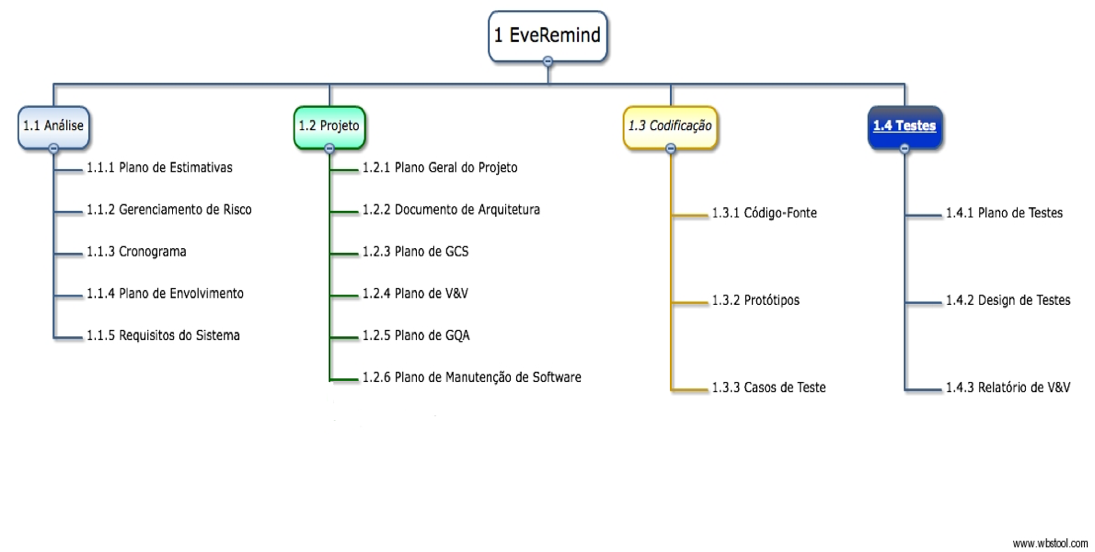 1 EveRemind
1.1 Análise
1.1.1 Plano de Estimativas
1.1.2 Gerenciamento de Risco
1.1.3 Cronograma
1.1.4 Plano de Envolvimento
1.1.5 Requisitos do Sistema
1.2 Projeto
1.2.1 Plano Geral do Projeto
1.2.2 Documento de Arquitetura
1.2.3 Plano de GCS
1.2.4 Plano de V&V
1.2.5 Plano de GQA
1.2.6 Plano de Manutenção de Software
1.3 Codificação
1.3.1 Código-Fonte
1.3.2 Protótipos
1.3.3 Casos de Teste
1.4 Testes
1.4.1 Plano de Testes
1.4.2 Design de Testes
1.4.3 Relatório de V&V
www.wbstool.com